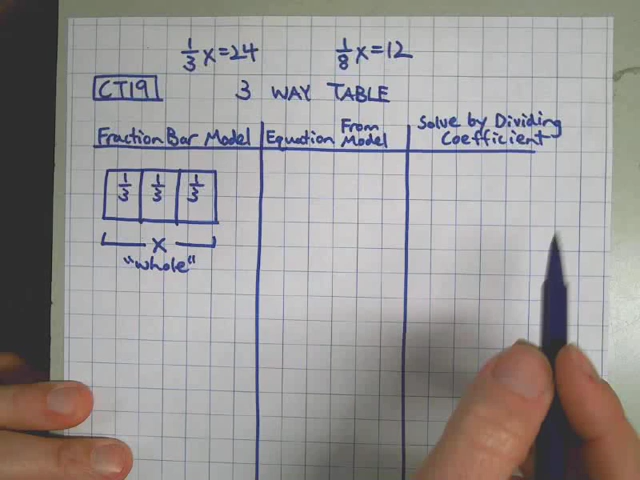 1/3 x=24 1/8 x=12
CT19 3 WAY TABLE
Fraction Bar Model Equation From Model Solve by Dividing Coefficient
1/3 1/3 1/3
x
"whole"